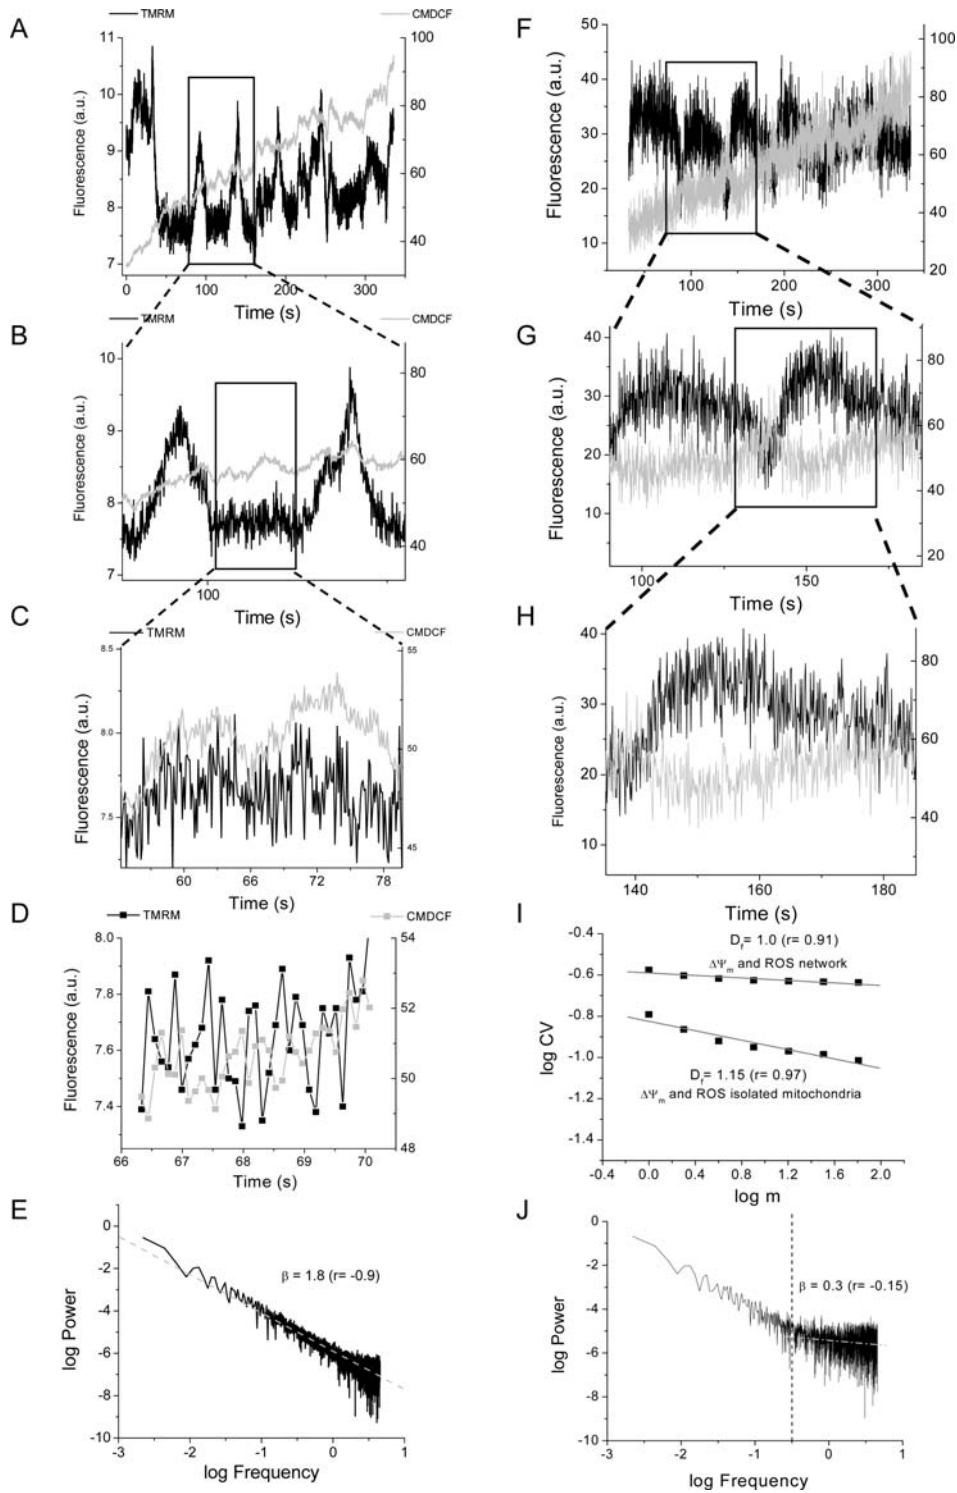 TMRM CMDCF
A
Fluorescence (a.u.)
11
10
9
8
7
100
80
60
40
0 100 200 300
Time (s)
TMRM CMDCF
B
Fluorescence (a.u.)
10
9
8
7
80
60
40
100
Time (s)
C
TMRM CMDCF
Fluorescence (a.u.)
8.5
8.0
7.5
55
50
45
60 66 72 78
Time (s)
D
TMRM CMDCF
Fluorescence (a.u.)
8.0
7.8
7.6
7.4
54
52
50
48
66 67 68 69 70
Time (s)
E
log Power
0
-2
-4
-6
-8
-10
β = 1.8 (r= -0.9)
-3 -2 -1 0 1
log Frequency
F
Fluorescence (a.u.)
50
40
30
20
10
100
80
60
40
20
100 200 300
Time (s)
G
Fluorescence (a.u.)
40
30
20
10
80
60
40
20
100 150
Time (s)
H
Fluorescence (a.u.)
40
30
20
10
80
60
40
140 160 180
Time (s)
I
log CV
-0.4
-0.6
-0.8
-1.0
-1.2
-1.4
Df= 1.0 (r= 0.91)
ΔΨm and ROS network
Df= 1.15 (r= 0.97)
ΔΨm and ROS isolated mitochondria
-0.4 0.0 0.4 0.8 1.2 1.6 2.0
log m
J
log Power
0
-2
-4
-6
-8
-10
β = 0.3 (r= -0.15)
-3 -2 -1 0 1
log Frequency